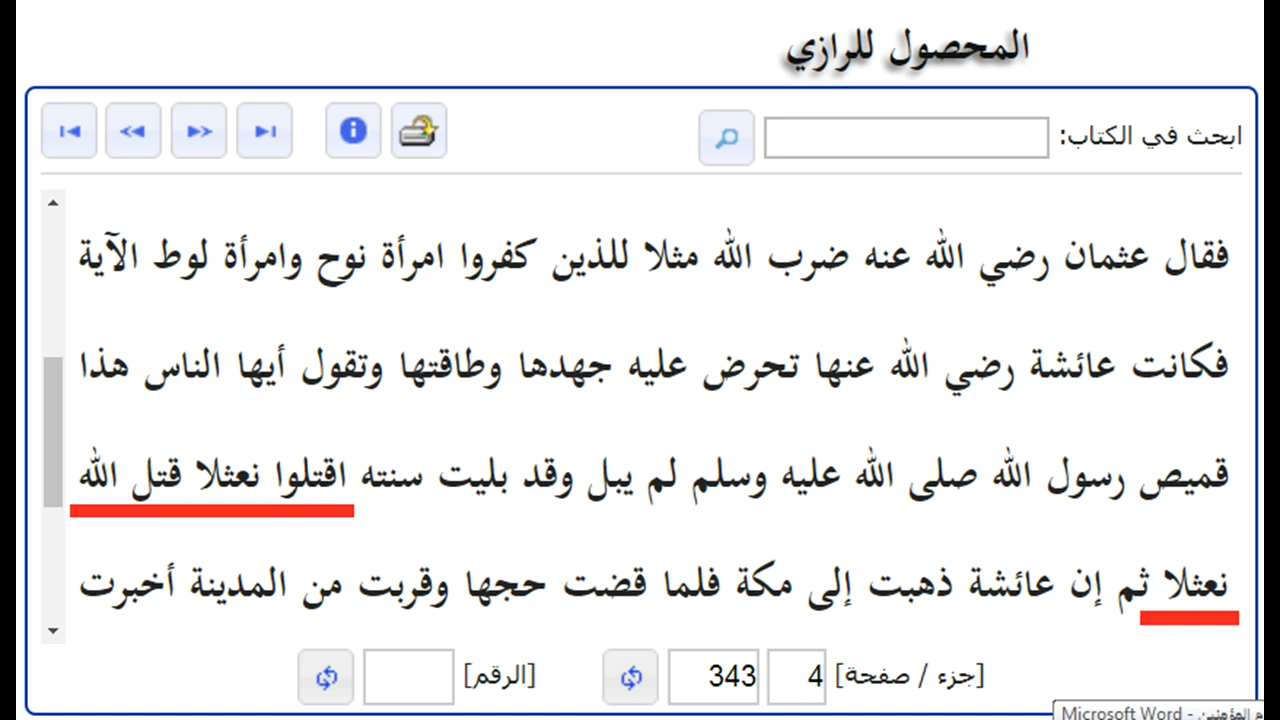 المحصول للرازي
ابحث في الكتاب:
فقال عثمان رضي الله عنه ضرب الله مثلا للذين كفروا امرأة نوح وامرأة لوط الآية
فكانت عائشة رضي الله عنها تحرض عليه جهدها وطاقتها وتقول أيها الناس هذا
قميص رسول الله صلى الله عليه وسلم لم يبل وقد بليت سنته اقتلوا نعثلا قتل الله
نعثلا ثم إن عائشة ذهبت إلى مكة فلما قضت حجها وقربت من المدينة أخبرت
[جزء / صفحة] 4 343 [الرقم]
Microsoft Word - م المؤمنين